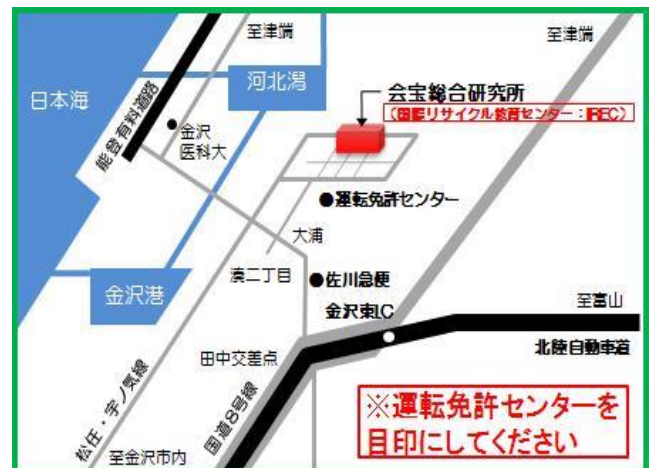 至津端
至津端
日本海
河北潟
会宝総合研究所
(国際リサイクル教育センター:IREC)
能登有料道路
金沢
医科大
●運転免許センター
大浦
湊二丁目
●佐川急便
金沢港
金沢東I.C
至富山
北陸自動車道
田中交差点
松任・宇ノ気線
国道8号線
至金沢市内
※運転免許センターを
目印にしてください